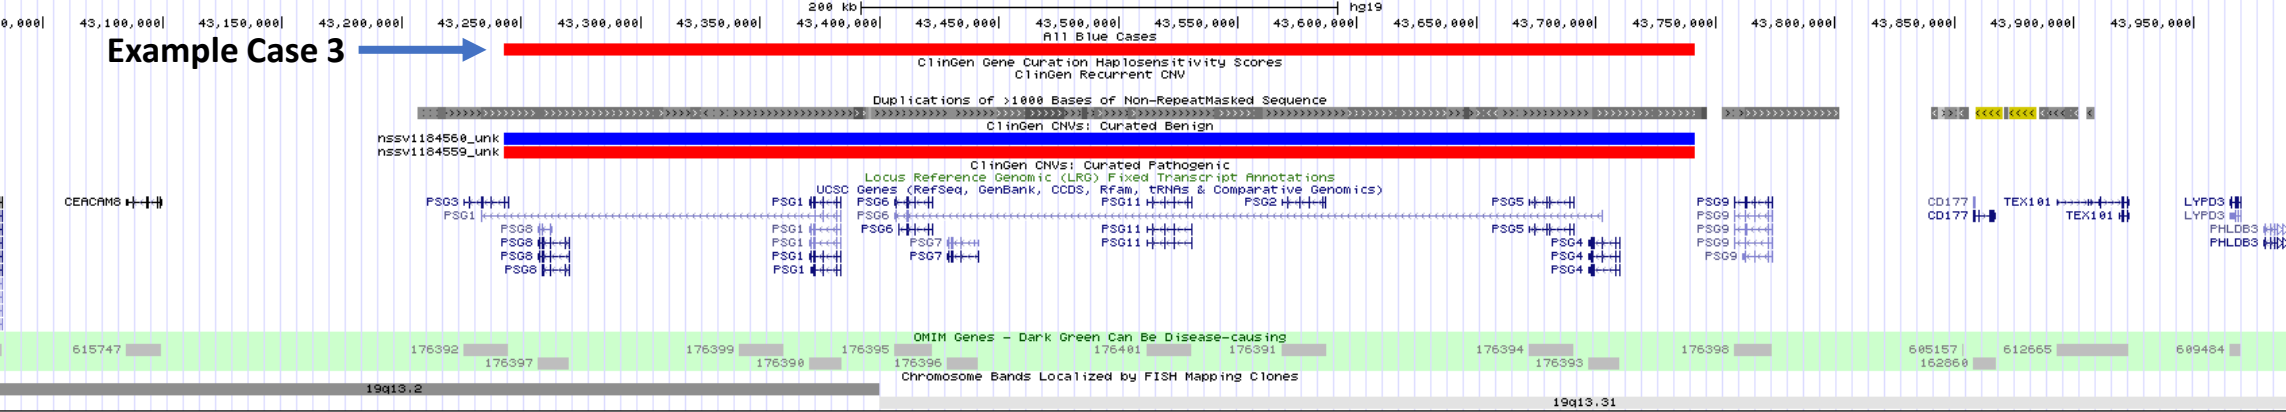 200 kb hg19
0,000| 43,100,000| 43,150,000| 43,200,000| 43,250,000| 43,300,000| 43,350,000| 43,400,000| 43,450,000| 43,500,000| 43,550,000| 43,600,000| 43,650,000| 43,700,000| 43,750,000| 43,800,000| 43,850,000| 43,900,000| 43,950,000|
All Blue Cases
Example Case 3
ClinGen Gene Curation Haplosensitivity Scores
ClinGen Recurrent CNV
Duplications of >1000 Bases of Non-RepeatMasked Sequence
ClinGen CNVs: Curated Benign
nssv1184560_unk
nssv1184559_unk
ClinGen CNVs: Curated Pathogenic
Locus Reference Genomic (LRG) Fixed Transcript Annotations
UCSC Genes (RefSeq, GenBank, CCDS, Rfam, tRNAs & Comparative Genomics)
CEACAM8 PSG3 PSG1 PSG6 PSG11 PSG2 PSG5 PSG9 CD177 TEX101 LYPD3
PSG1 PSG6 PSG9 CD177 TEX101 LYPD3
PSG8 PSG1 PSG6 PSG11 PSG5 PSG9 PHLDB3
PSG8 PSG1 PSG7 PSG11 PSG4 PSG9 PHLDB3
PSG8 PSG1 PSG7 PSG4 PSG9
PSG8 PSG1 PSG4
OMIM Genes - Dark Green Can Be Disease-causing
615747 176392 176399 176395 176401 176391 176394 176398 605157 612665 609484
176397 176390 176396 176393 162860
Chromosome Bands Localized by FISH Mapping Clones
19q13.2
19q13.31